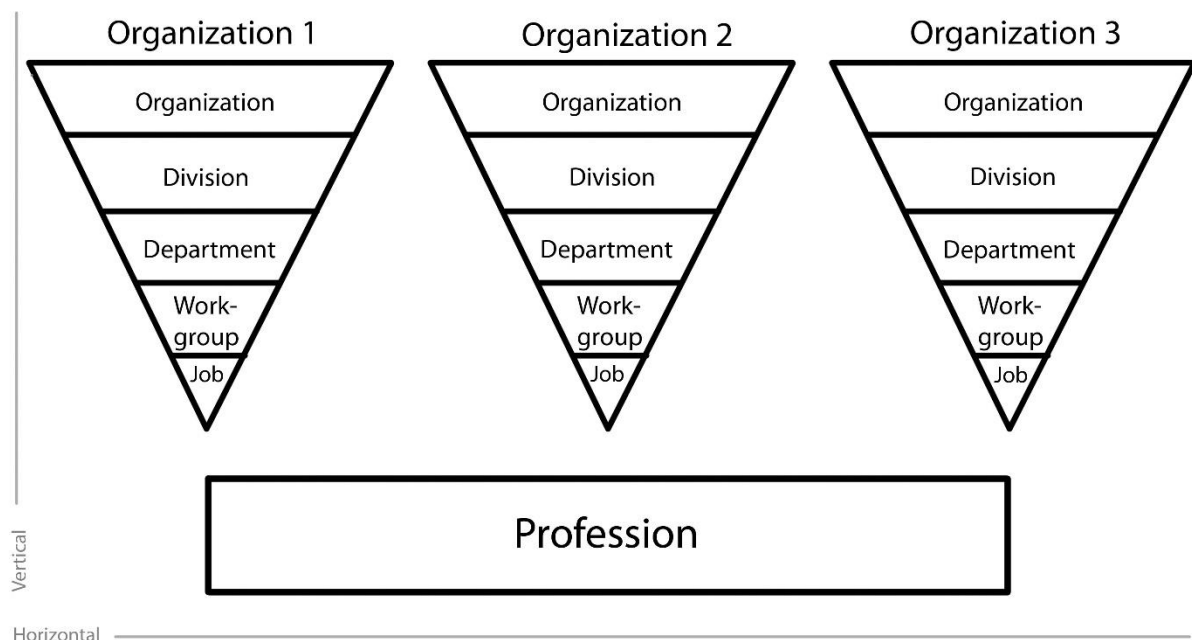 Organization 1
Organization 2
Organization 3
Organization
Division
Department
Work-
group
Job
Organization
Division
Department
Work-
group
Job
Organization
Division
Department
Work-
group
Job
Profession
Vertical
Horizontal